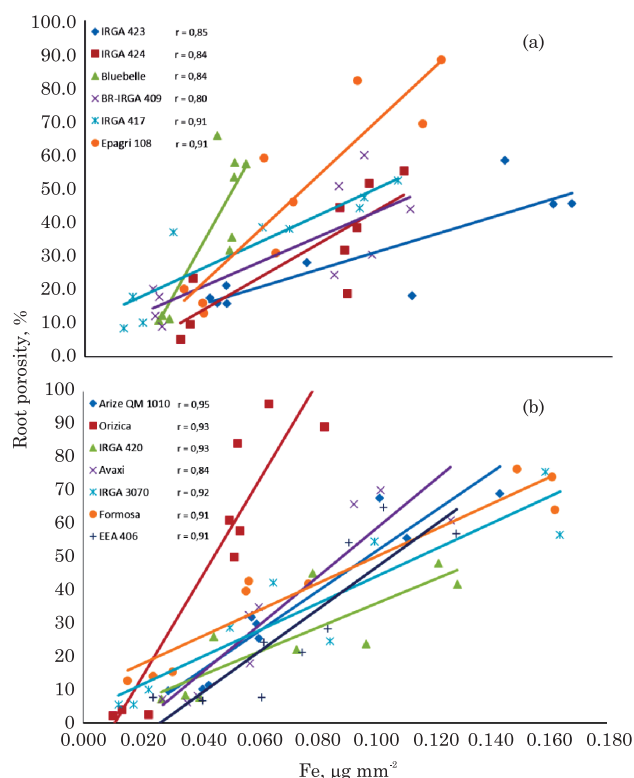 Root porosity, %
100.0
90.0
80.0
70.0
60.0
50.0
40.0
30.0
20.0
10.0
0.0
(a)
IRGA 423 r = 0,85
IRGA 424 r = 0,84
Bluebelle r = 0,84
BR-IRGA 409 r = 0,80
IRGA 417 r = 0,91
Epagri 108 r = 0,91
100
90
80
70
60
50
40
30
20
10
0
(b)
Arize QM 1010 r = 0,95
Orizica r = 0,93
IRGA 420 r = 0,93
Avaxi r = 0,84
IRGA 3070 r = 0,92
Formosa r = 0,91
EEA 406 r = 0,91
0.000 0.020 0.040 0.060 0.080 0.100 0.120 0.140 0.160 0.180
Fe, µg mm⁻²